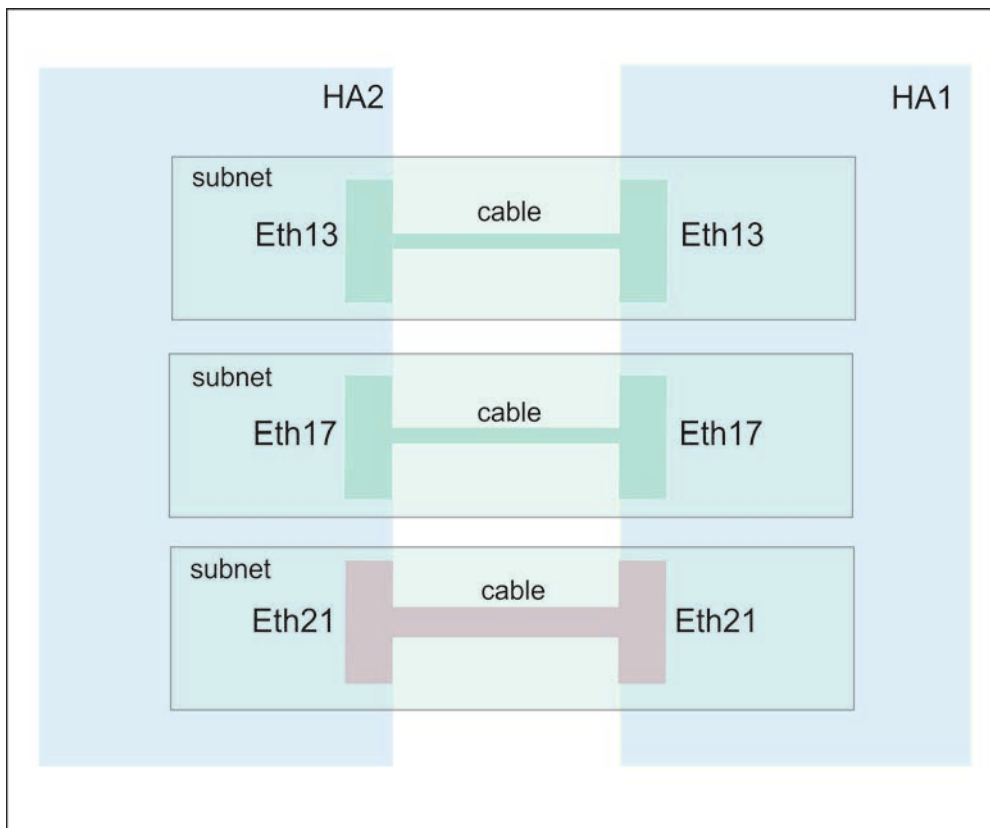 HA2
HA1
subnet
cable
Eth13
Eth13
subnet
cable
Eth17
Eth17
subnet
cable
Eth21
Eth21